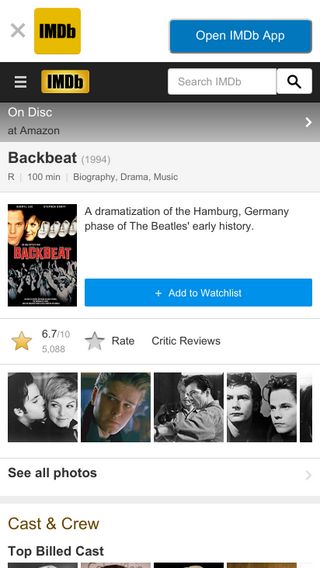 IMDb
Open IMDb App
IMDb
Search IMDb
On Disc
at Amazon
Backbeat (1994)
R | 100 min | Biography, Drama, Music
A dramatization of the Hamburg, Germany
phase of The Beatles' early history.
BACKBEAT
+ Add to Watchlist
6.7/10
5,088
Rate
Critic Reviews
See all photos
Cast & Crew
Top Billed Cast